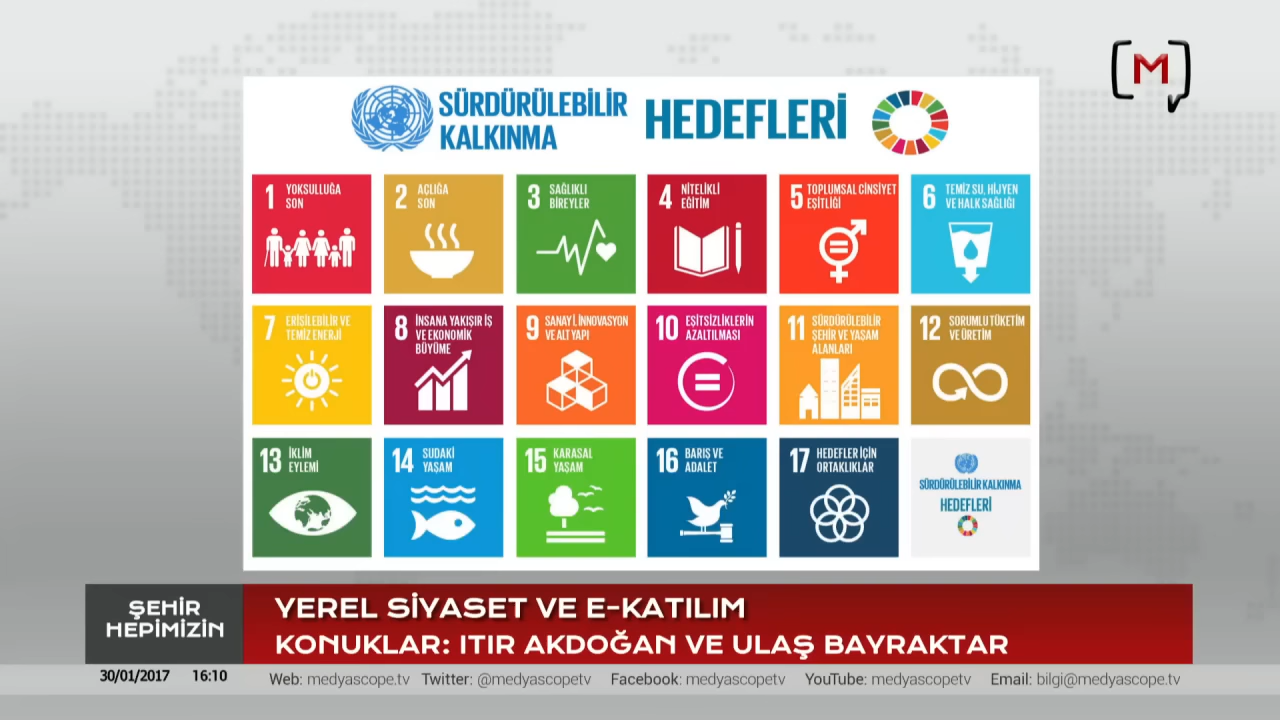 M
SÜRDÜRÜLEBİLİR
KALKINMA
HEDEFLERİ
1 YOKSULLUĞA
SON
2 AÇLIĞA
SON
3 SAĞLIKLI
BİREYLER
4 NİTELİKLİ
EĞİTİM
5 TOPLUMSAL CİNSİYET
EŞİTLİĞİ
6 TEMİZ SU, HİJYEN
VE HALK SAĞLIĞI
7 ERİŞİLEBİLİR VE
TEMİZ ENERJİ
8 İNSANA YAKIŞIR İŞ
VE EKONOMİK
BÜYÜME
9 SANAYİ, İNNOVASYON
VE ALT YAPI
10 EŞİTSİZLİKLERİN
AZALTILMASI
11 SÜRDÜRÜLEBİLİR
ŞEHİR VE YAŞAM
ALANLARI
12 SORUMLU TÜKETİM
VE ÜRETİM
13 İKLİM
EYLEMİ
14 SUDAKİ
YAŞAM
15 KARASAL
YAŞAM
16 BARIŞ VE
ADALET
17 HEDEFLER İÇİN
ORTAKLIKLAR
SÜRDÜRÜLEBİLİR KALKINMA
HEDEFLERİ
ŞEHİR
HEPİMİZİN
YEREL SİYASET VE E-KATILIM
KONUKLAR: ITIR AKDOĞAN VE ULAŞ BAYRAKTAR
30/01/2017 16:10 Web: medyascope.tv Twitter: @medyascopetv Facebook: medyascopetv YouTube: medyascopetv Email: bilgi@medyascope.tv